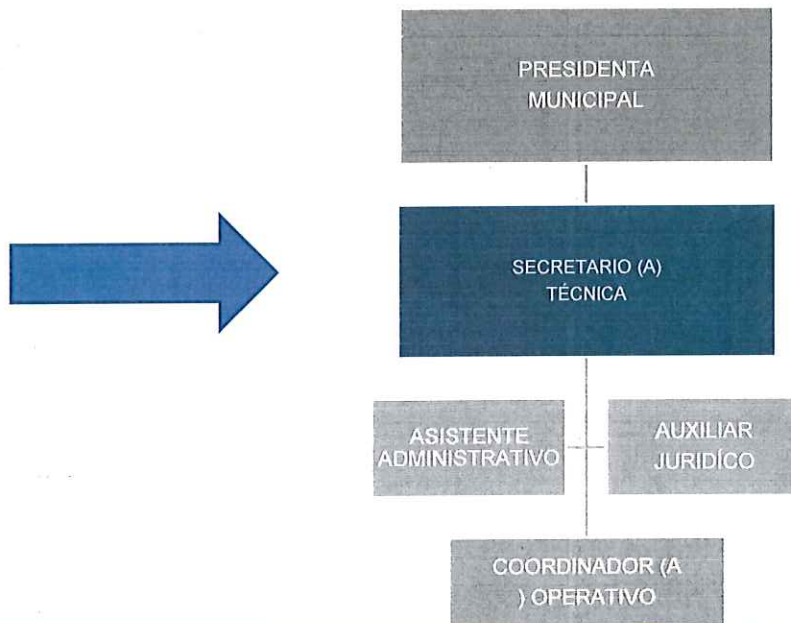 PRESIDENTA
MUNICIPAL
SECRETARIO (A)
TÉCNICA
ASISTENTE
ADMINISTRATIVO
AUXILIAR
JURIDÍCO
COORDINADOR (A
) OPERATIVO